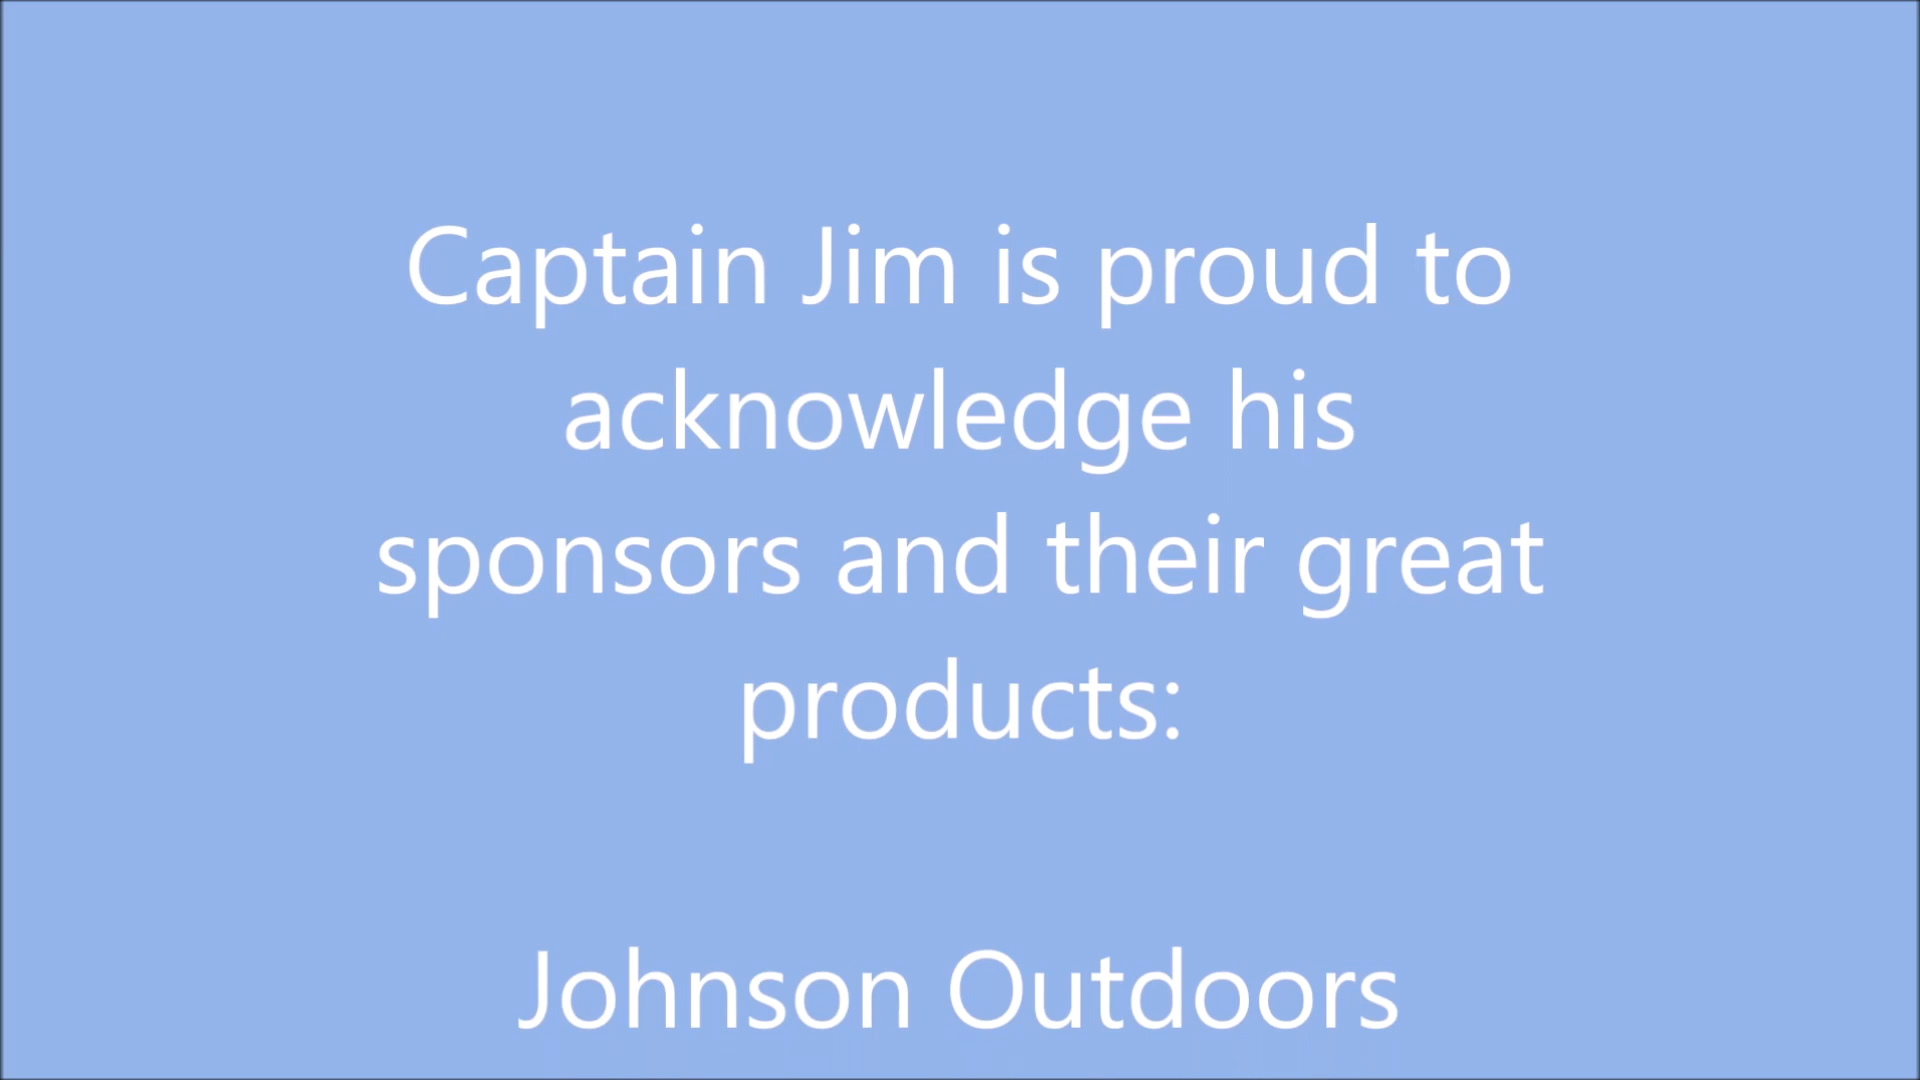 Captain Jim is proud to
acknowledge his
sponsors and their great
products:
Johnson Outdoors